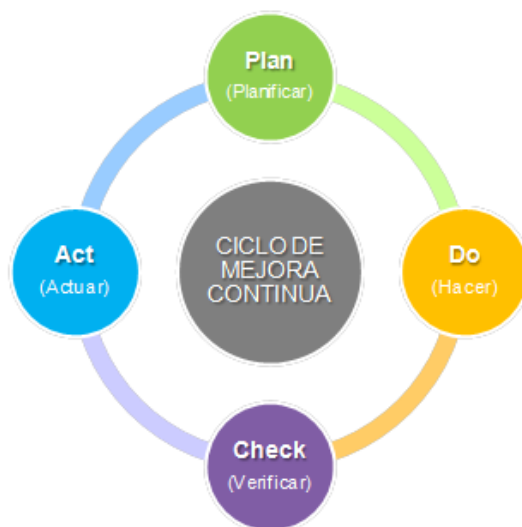 Plan
(Planificar)
Act
(Actuar)
CICLO DE
MEJORA
CONTINUA
Do
(Hacer)
Check
(Verificar)